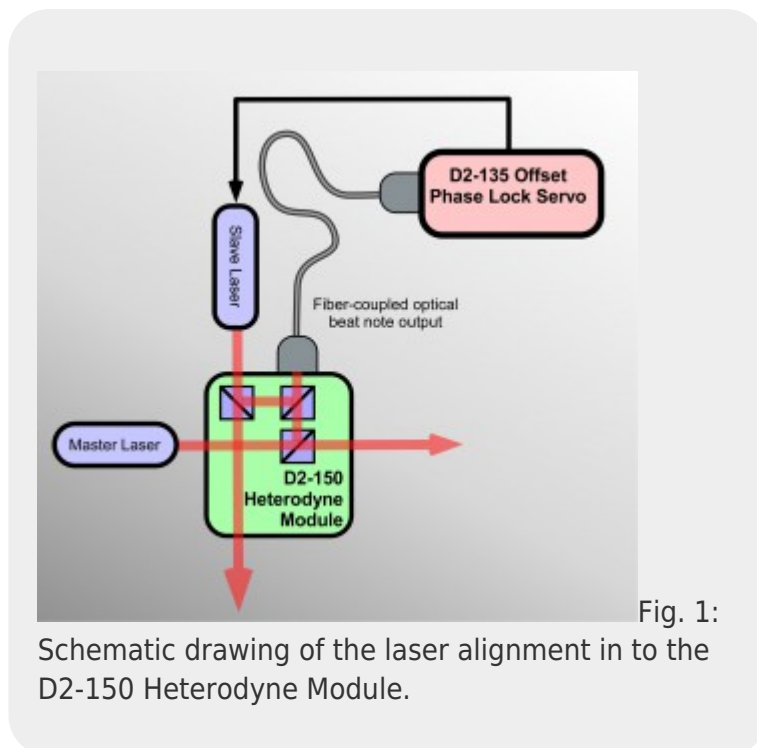 D2-135 Offset
Phase Lock Servo
Slave Laser
Fiber-coupled optical
beat note output
Master Laser
D2-150
Heterodyne
Module
Fig. 1:
Schematic drawing of the laser alignment in to the
D2-150 Heterodyne Module.